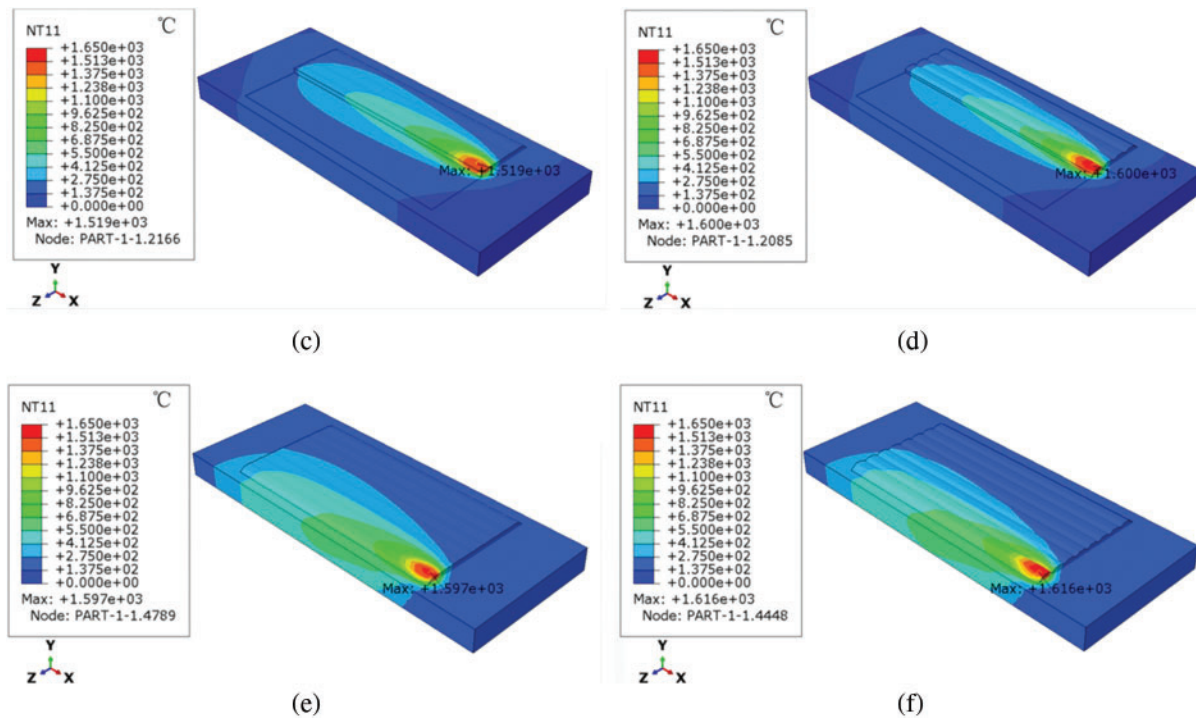 NT11 ℃
+1.650e+03
+1.513e+03
+1.375e+03
+1.238e+03
+1.100e+03
+9.625e+02
+8.250e+02
+6.875e+02
+5.500e+02
+4.125e+02
+2.750e+02
+1.375e+02
+0.000e+00
Max: +1.519e+03
Node: PART-1-1.2166
Max: +1.519e+03
Y
Z X
(c)
NT11 ℃
+1.650e+03
+1.513e+03
+1.375e+03
+1.238e+03
+1.100e+03
+9.625e+02
+8.250e+02
+6.875e+02
+5.500e+02
+4.125e+02
+2.750e+02
+1.375e+02
+0.000e+00
Max: +1.600e+03
Node: PART-1-1.2085
Max: +1.600e+03
Y
Z X
(d)
NT11 ℃
+1.650e+03
+1.513e+03
+1.375e+03
+1.238e+03
+1.100e+03
+9.625e+02
+8.250e+02
+6.875e+02
+5.500e+02
+4.125e+02
+2.750e+02
+1.375e+02
+0.000e+00
Max: +1.597e+03
Node: PART-1-1.4789
Max: +1.597e+03
Y
Z X
(e)
NT11 ℃
+1.650e+03
+1.513e+03
+1.375e+03
+1.238e+03
+1.100e+03
+9.625e+02
+8.250e+02
+6.875e+02
+5.500e+02
+4.125e+02
+2.750e+02
+1.375e+02
+0.000e+00
Max: +1.616e+03
Node: PART-1-1.4448
Max: +1.616e+03
Y
Z X
(f)